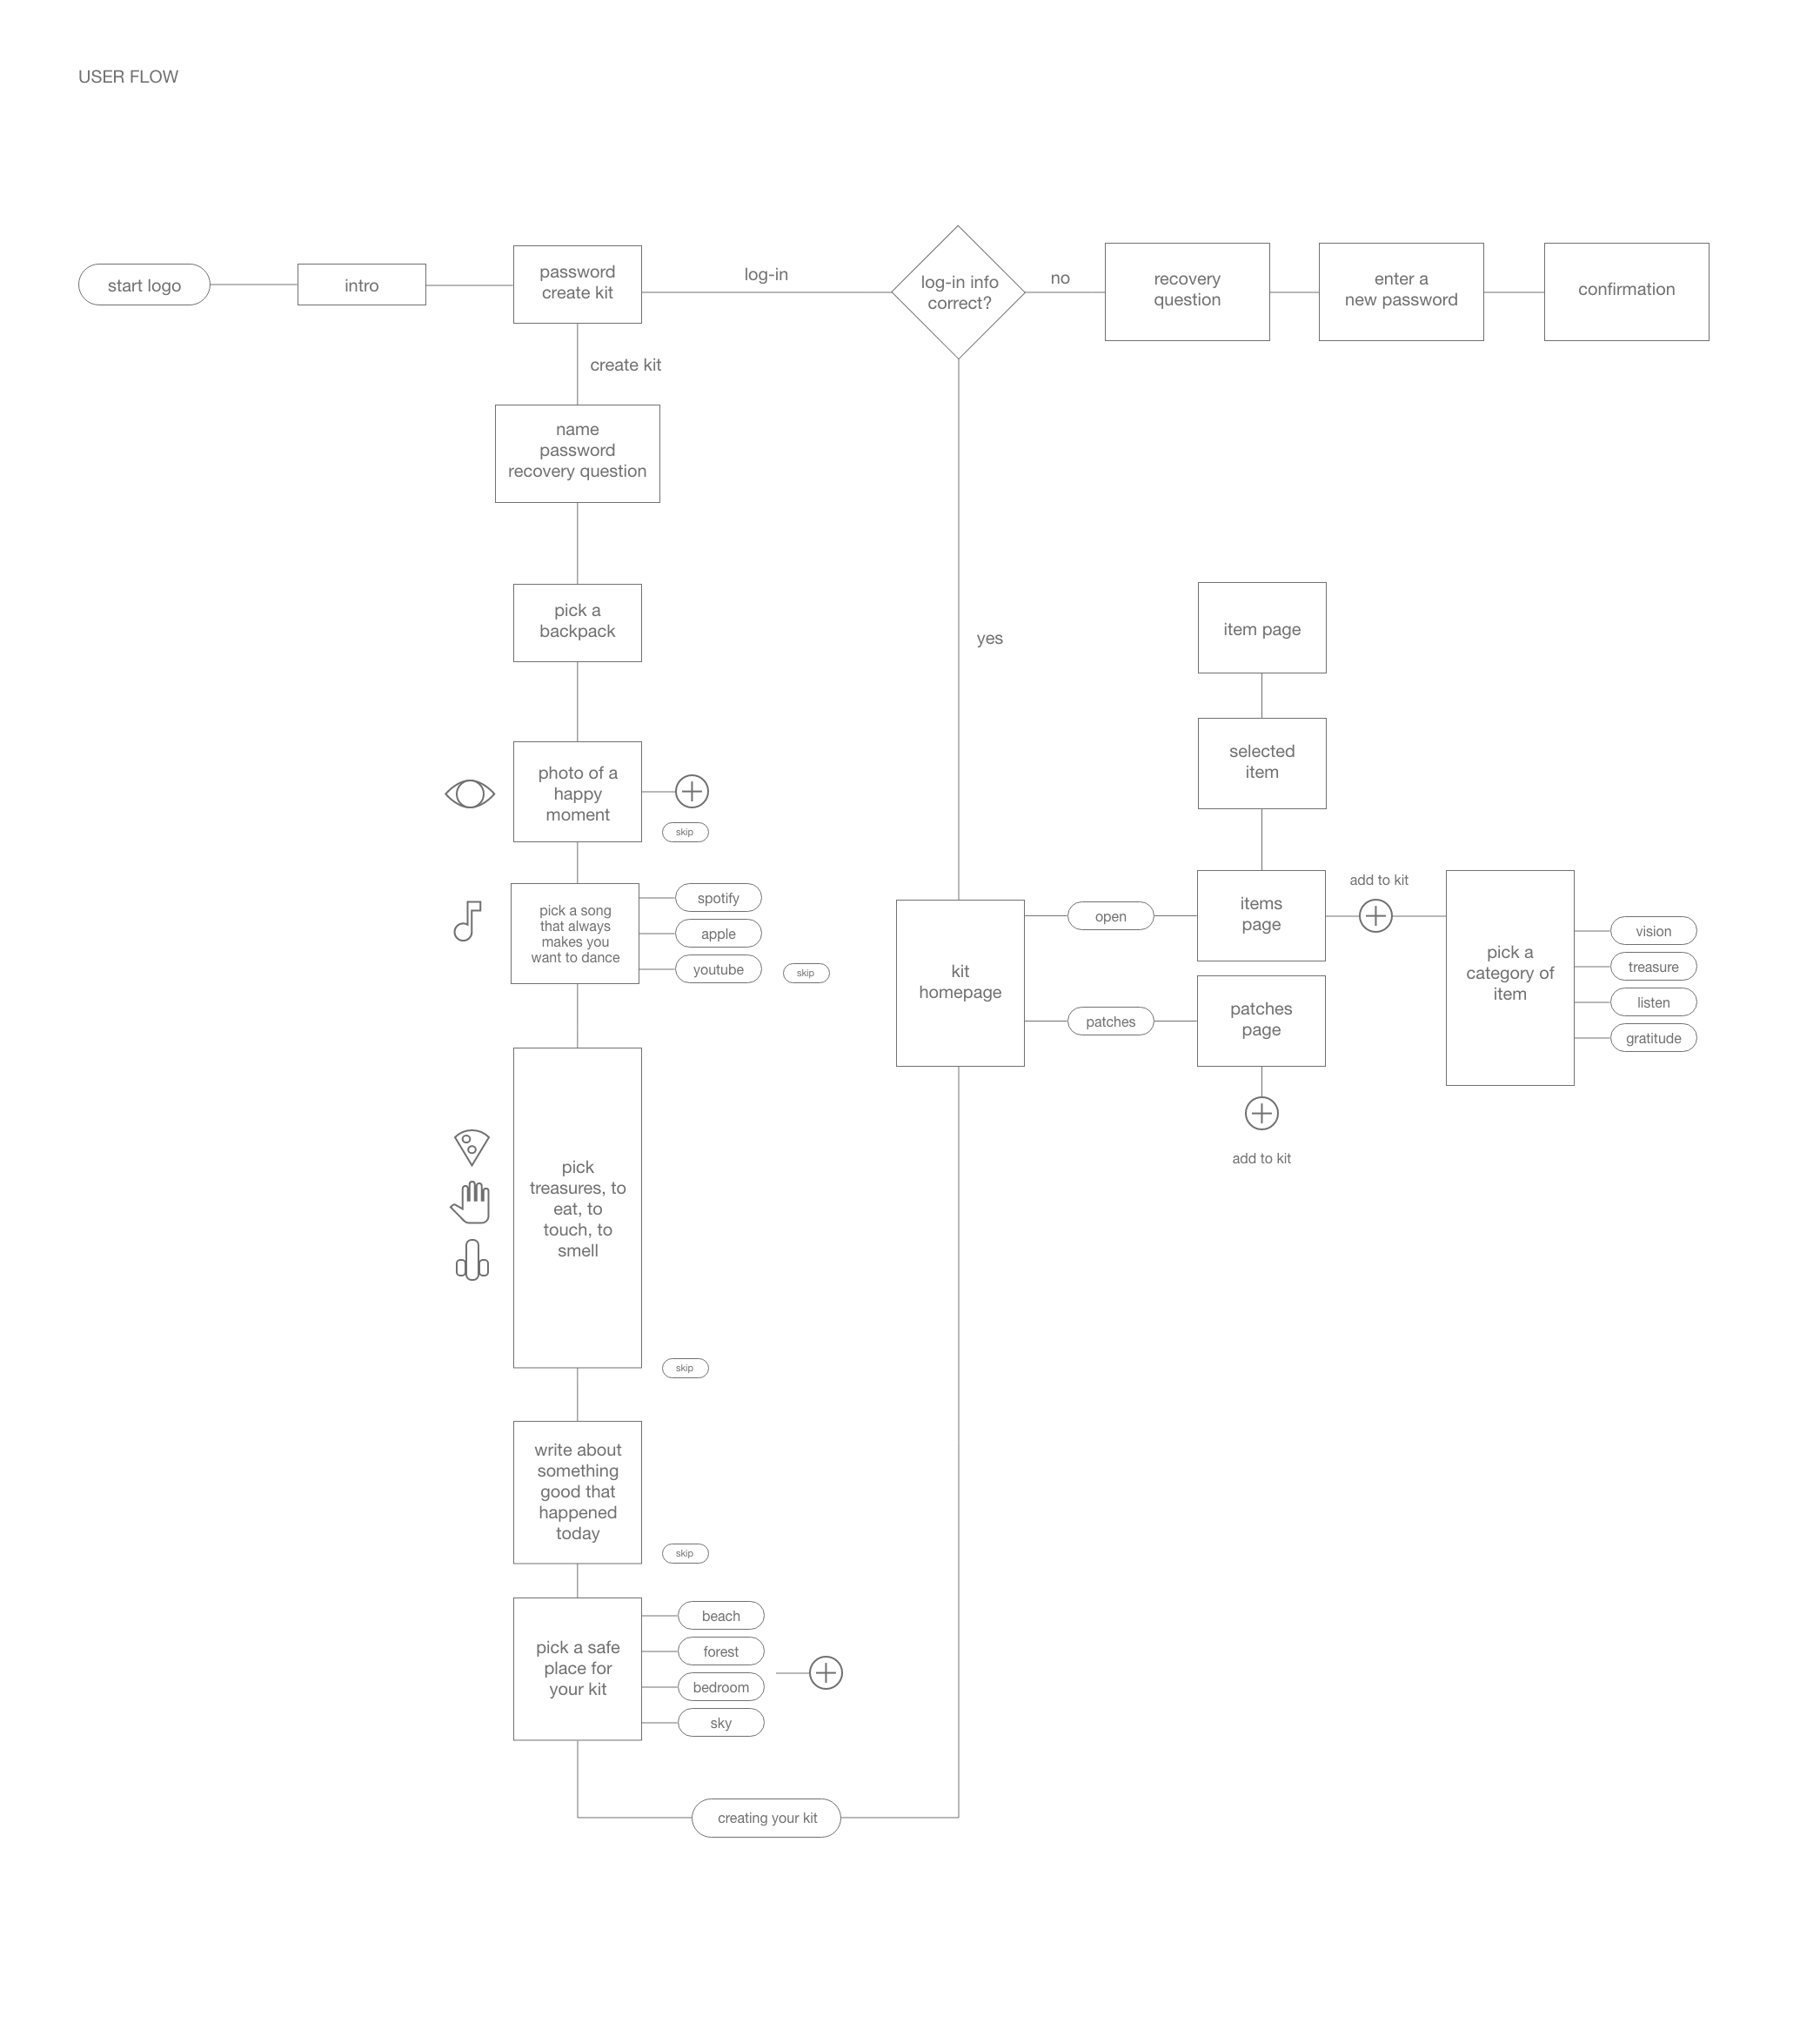 USER FLOW
start logo
intro
password
create kit
log-in
log-in info
correct?
no
recovery
question
enter a
new password
confirmation
create kit
name
password
recovery question
pick a
backpack
yes
item page
photo of a
happy
moment
skip
selected
item
pick a song
that always
makes you
want to dance
spotify
apple
youtube
skip
kit
homepage
open
items
page
add to kit
pick a
category of
item
vision
treasure
listen
gratitude
patches
patches
page
add to kit
pick
treasures, to
eat, to
touch, to
smell
skip
write about
something
good that
happened
today
skip
pick a safe
place for
your kit
beach
forest
bedroom
sky
creating your kit